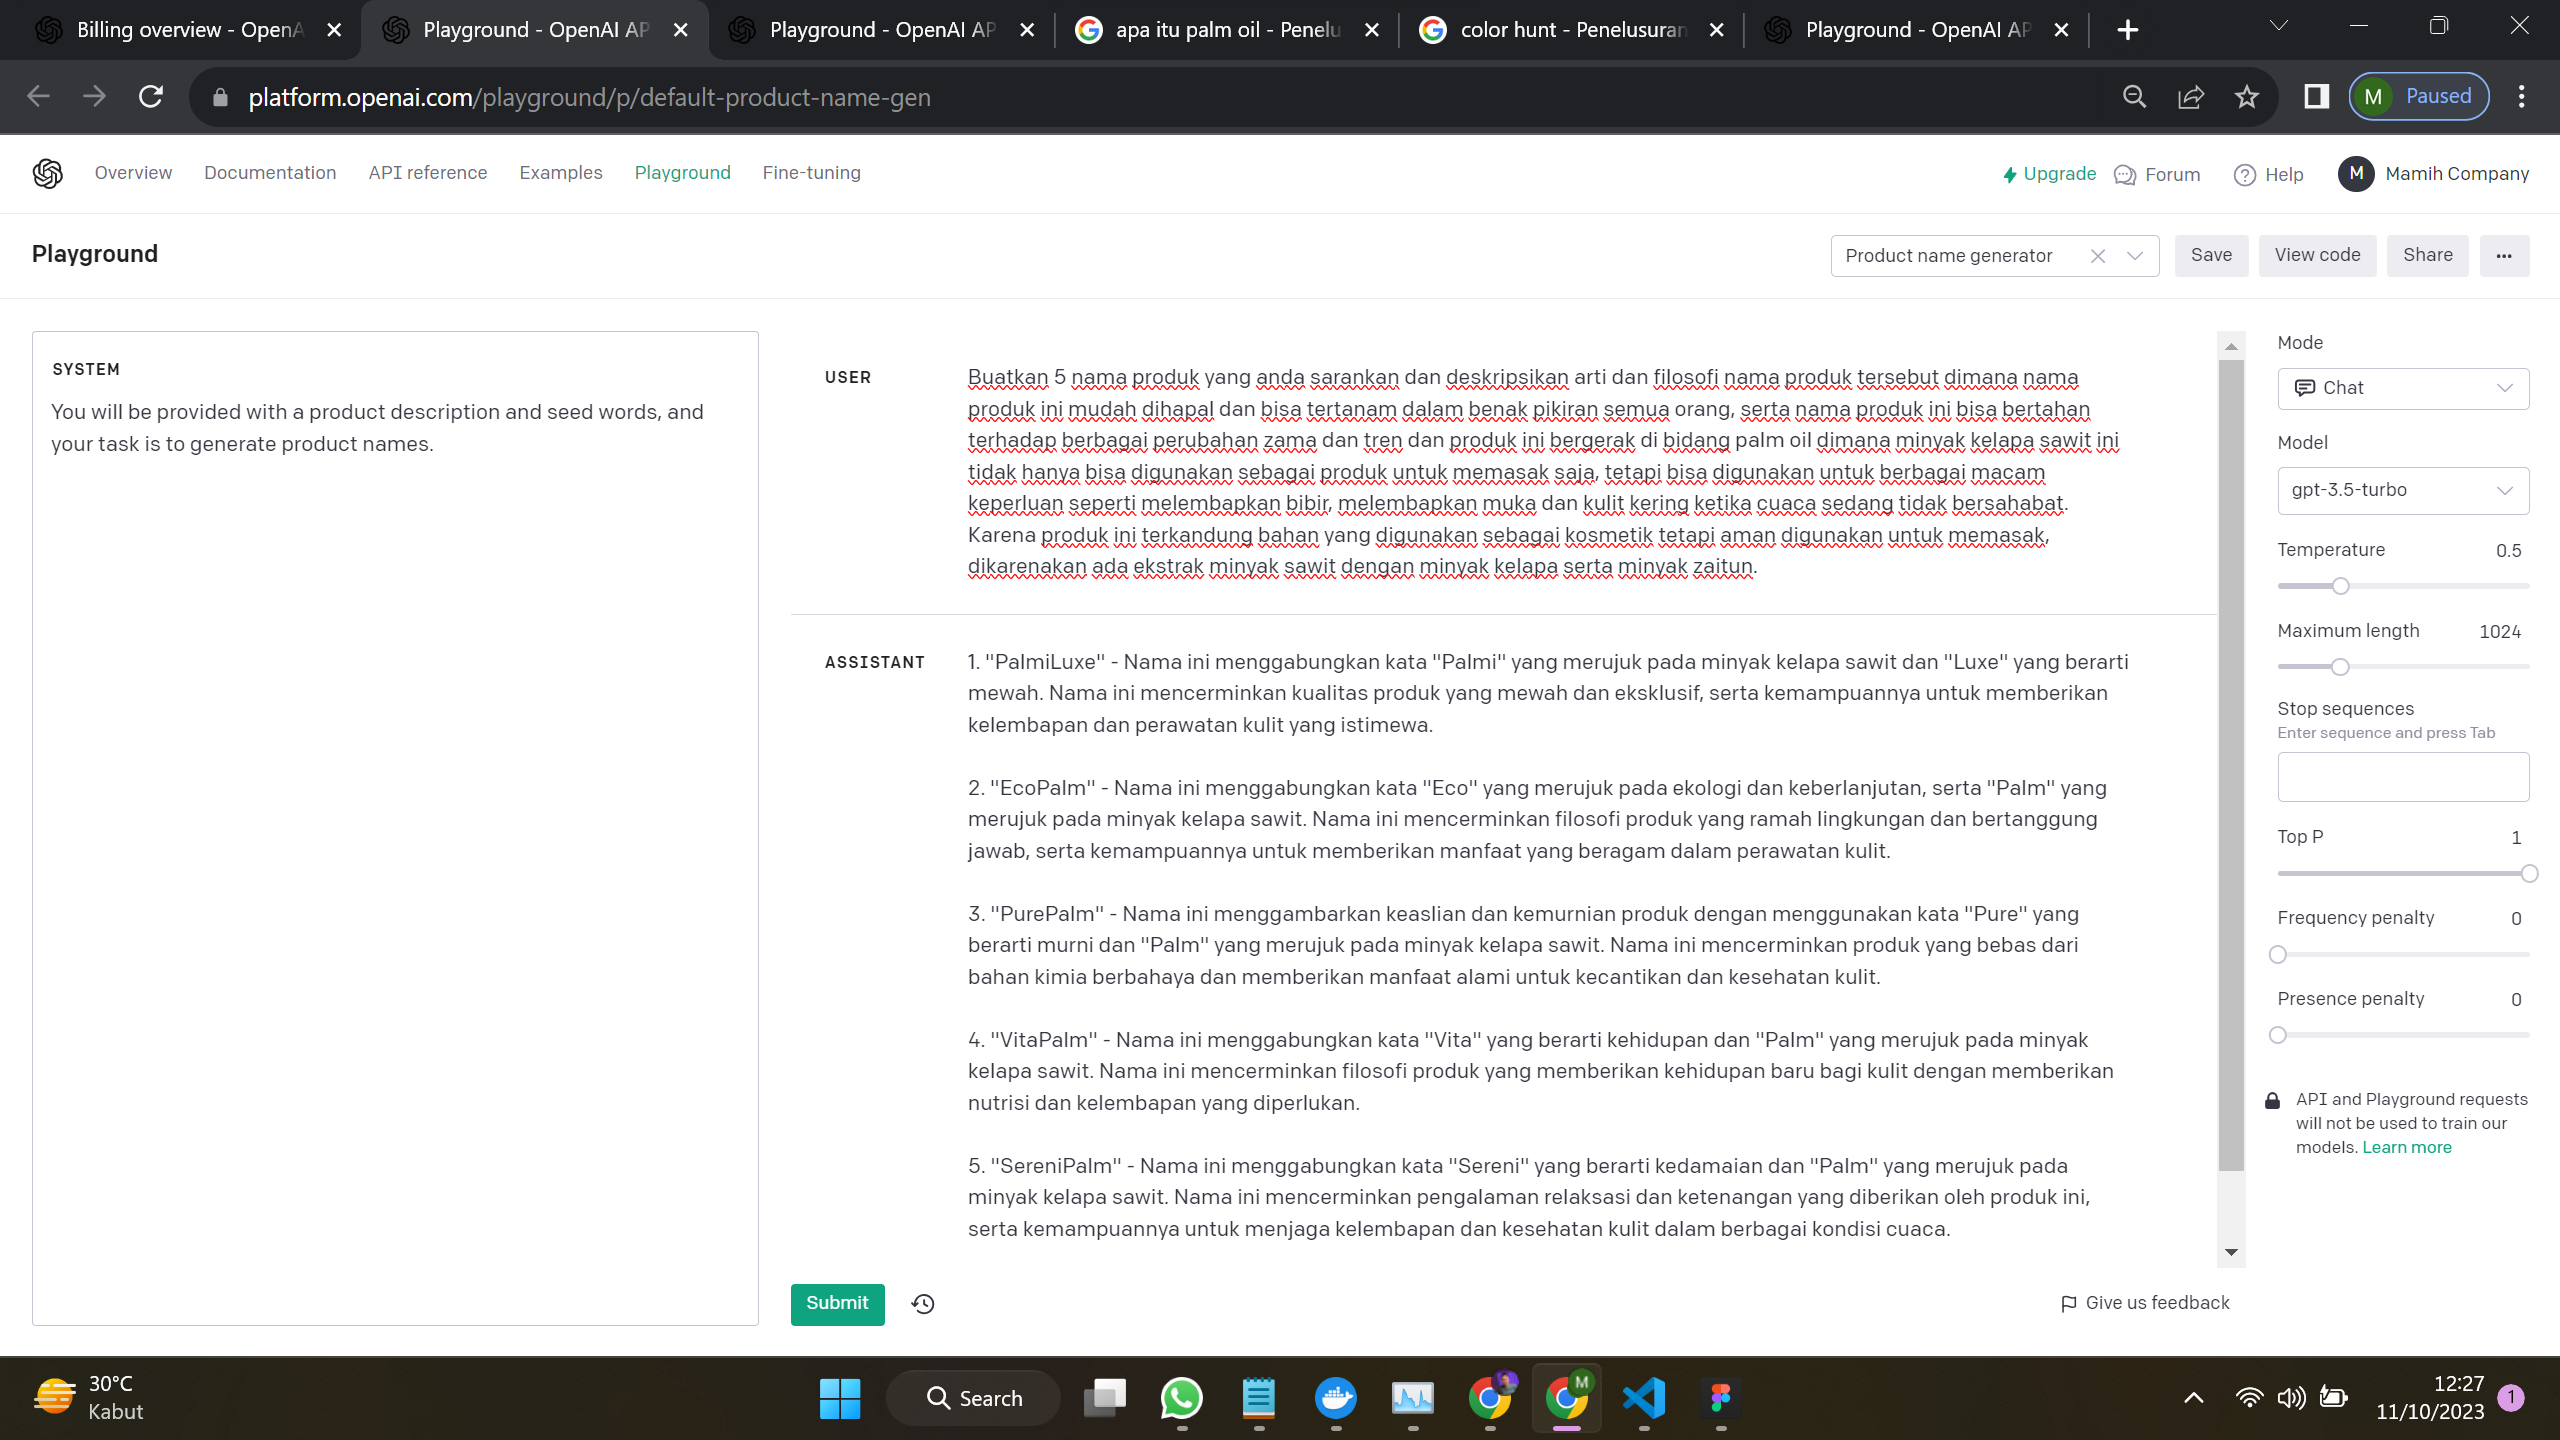 Billing overview - OpenA
Playground - OpenAI AP
Playground - OpenAI AP
apa itu palm oil - Penelu
color hunt - Penelusuran
Playground - OpenAI AP
platform.openai.com/playground/p/default-product-name-gen
M Paused
Overview Documentation API reference Examples Playground Fine-tuning
Upgrade Forum Help M Mamih Company
Playground
Product name generator
Save View code Share ...
SYSTEM
You will be provided with a product description and seed words, and
your task is to generate product names.
USER
Buatkan 5 nama produk yang anda sarankan dan deskripsikan arti dan filosofi nama produk tersebut dimana nama
produk ini mudah dihapal dan bisa tertanam dalam benak pikiran semua orang, serta nama produk ini bisa bertahan
terhadap berbagai perubahan zama dan tren dan produk ini bergerak di bidang palm oil dimana minyak kelapa sawit ini
tidak hanya bisa digunakan sebagai produk untuk memasak saja, tetapi bisa digunakan untuk berbagai macam
keperluan seperti melembapkan bibir, melembapkan muka dan kulit kering ketika cuaca sedang tidak bersahabat.
Karena produk ini terkandung bahan yang digunakan sebagai kosmetik tetapi aman digunakan untuk memasak,
dikarenakan ada ekstrak minyak sawit dengan minyak kelapa serta minyak zaitun.
ASSISTANT
1. "PalmiLuxe" - Nama ini menggabungkan kata "Palmi" yang merujuk pada minyak kelapa sawit dan "Luxe" yang berarti
mewah. Nama ini mencerminkan kualitas produk yang mewah dan eksklusif, serta kemampuannya untuk memberikan
kelembapan dan perawatan kulit yang istimewa.
2. "EcoPalm" - Nama ini menggabungkan kata "Eco" yang merujuk pada ekologi dan keberlanjutan, serta "Palm" yang
merujuk pada minyak kelapa sawit. Nama ini mencerminkan filosofi produk yang ramah lingkungan dan bertanggung
jawab, serta kemampuannya untuk memberikan manfaat yang beragam dalam perawatan kulit.
3. "PurePalm" - Nama ini menggambarkan keaslian dan kemurnian produk dengan menggunakan kata "Pure" yang
berarti murni dan "Palm" yang merujuk pada minyak kelapa sawit. Nama ini mencerminkan produk yang bebas dari
bahan kimia berbahaya dan memberikan manfaat alami untuk kecantikan dan kesehatan kulit.
4. "VitaPalm" - Nama ini menggabungkan kata "Vita" yang berarti kehidupan dan "Palm" yang merujuk pada minyak
kelapa sawit. Nama ini mencerminkan filosofi produk yang memberikan kehidupan baru bagi kulit dengan memberikan
nutrisi dan kelembapan yang diperlukan.
5. "SereniPalm" - Nama ini menggabungkan kata "Sereni" yang berarti kedamaian dan "Palm" yang merujuk pada
minyak kelapa sawit. Nama ini mencerminkan pengalaman relaksasi dan ketenangan yang diberikan oleh produk ini,
serta kemampuannya untuk menjaga kelembapan dan kesehatan kulit dalam berbagai kondisi cuaca.
Submit
Give us feedback
Mode
Chat
Model
gpt-3.5-turbo
Temperature 0.5
Maximum length 1024
Stop sequences
Enter sequence and press Tab
Top P 1
Frequency penalty 0
Presence penalty 0
API and Playground requests
will not be used to train our
models. Learn more
30°C
Kabut
Search
M
12:27
11/10/2023
1